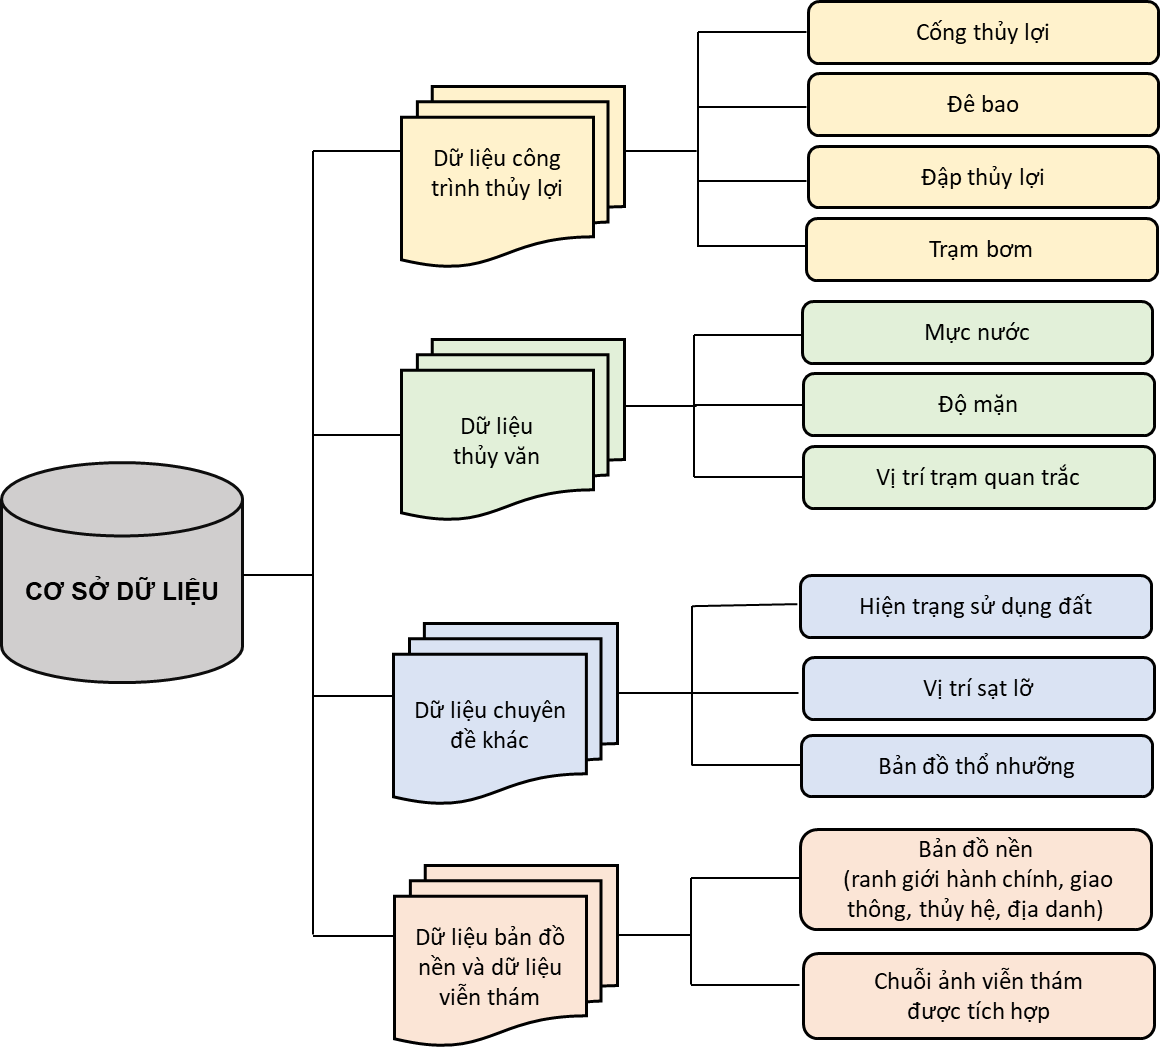 CƠ SỞ DỮ LIỆU
Dữ liệu công
trình thủy lợi
Cống thủy lợi
Đê bao
Đập thủy lợi
Trạm bơm
Dữ liệu
thủy văn
Mực nước
Độ mặn
Vị trí trạm quan trắc
Dữ liệu chuyên
đề khác
Hiện trạng sử dụng đất
Vị trí sạt lỡ
Bản đồ thổ nhưỡng
Dữ liệu bản đồ
nền và dữ liệu
viễn thám
Bản đồ nền
(ranh giới hành chính, giao
thông, thủy hệ, địa danh)
Chuỗi ảnh viễn thám
được tích hợp